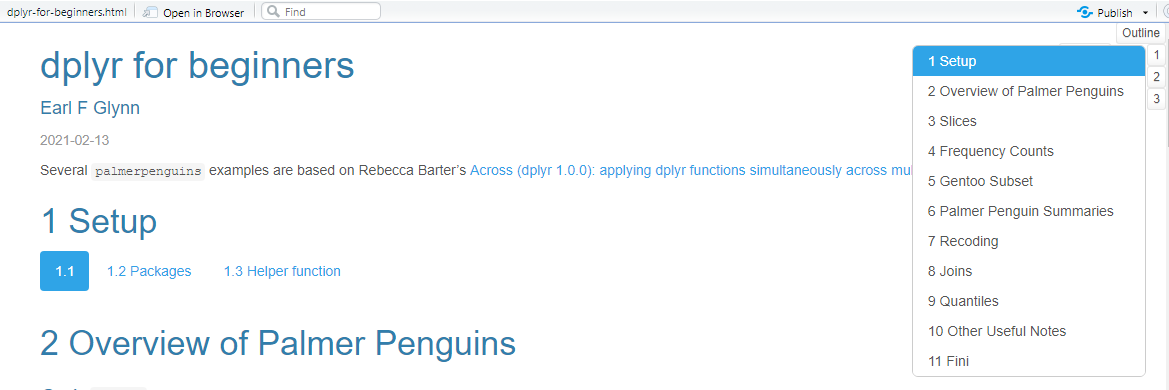 dplyr-for-beginners.html Open in Browser Find Publish
Outline
dplyr for beginners
Earl F Glynn
2021-02-13
Several palmerpenguins examples are based on Rebecca Barter's Across (dplyr 1.0.0): applying dplyr functions simultaneously across
1 Setup
1.1 1.2 Packages 1.3 Helper function
2 Overview of Palmer Penguins
1 Setup
2 Overview of Palmer Penguins
3 Slices
4 Frequency Counts
5 Gentoo Subset
6 Palmer Penguin Summaries
7 Recoding
8 Joins
9 Quantiles
10 Other Useful Notes
11 Fini
1
2
3